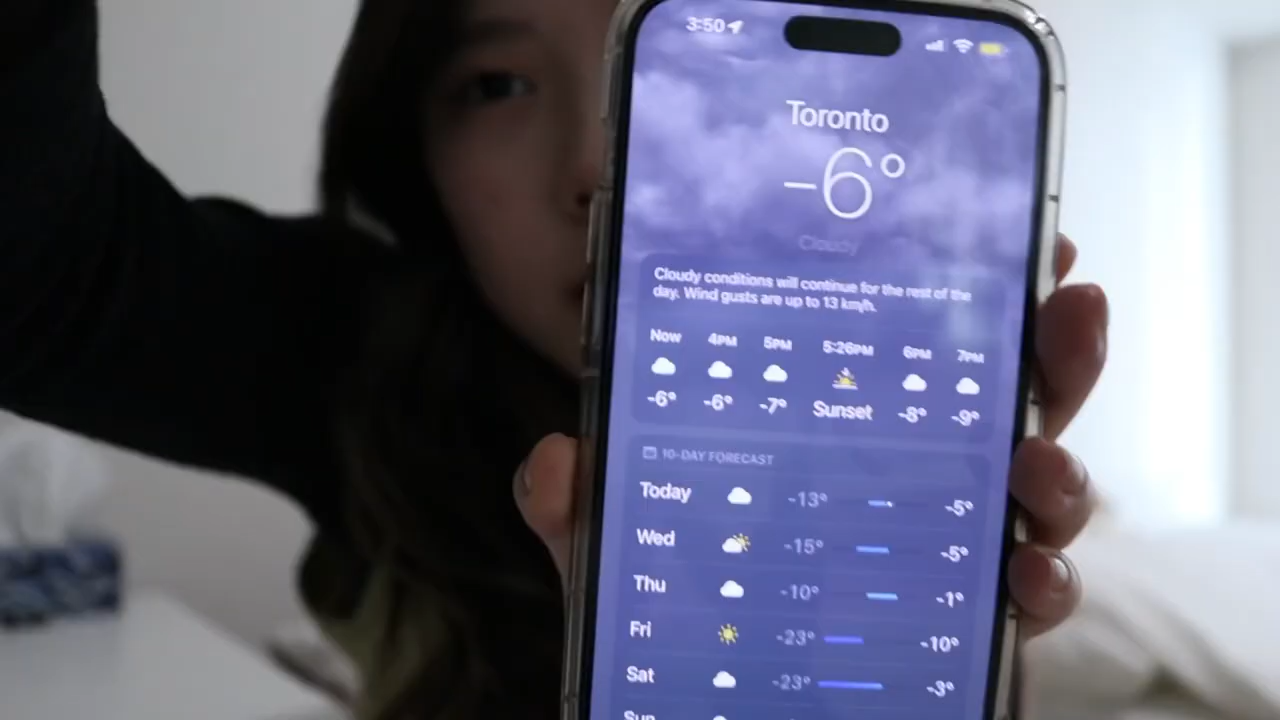 3:50
Toronto
-6°
Cloudy
Cloudy conditions will continue for the rest of the
day. Wind gusts are up to 13 km/h.
Now 4PM 5PM 5:26PM 6PM 7PM
-6° -6° -7° Sunset -8° -9°
10-DAY FORECAST
Today -13° -5°
Wed -15° -5°
Thu -10° -1°
Fri -23° -10°
Sat -23° -3°
Sun